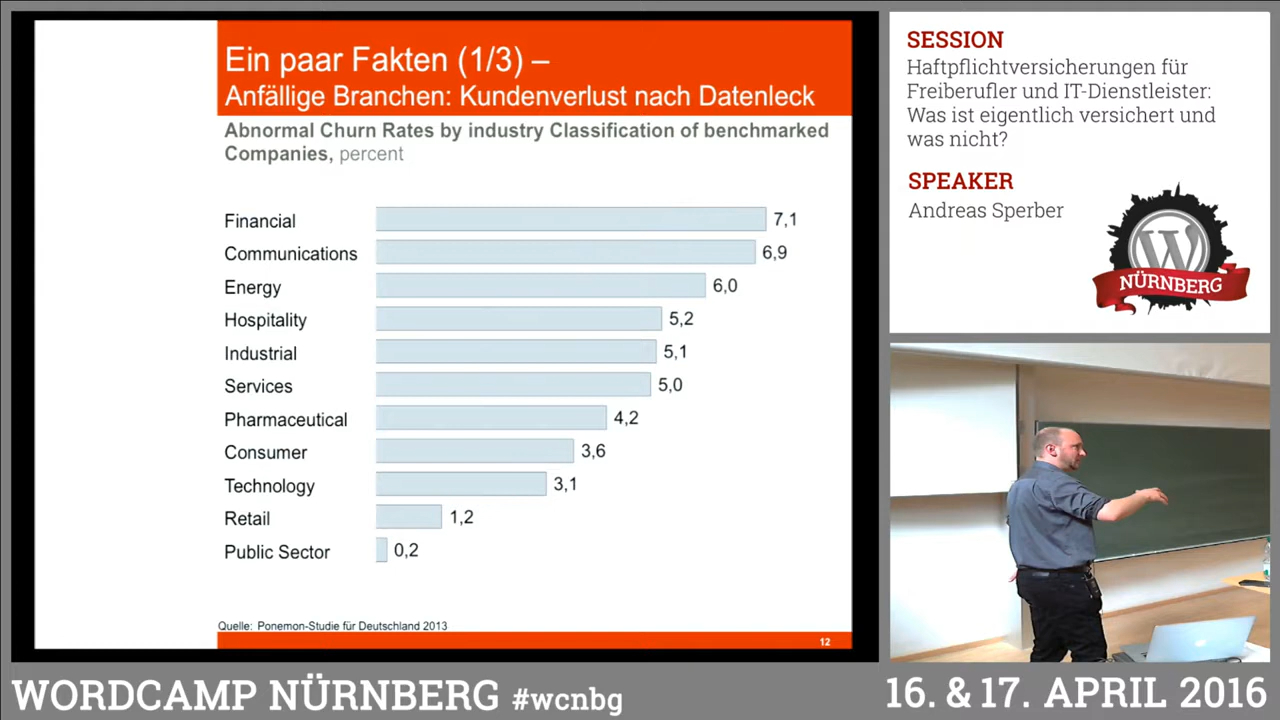 Ein paar Fakten (1/3) –
Anfällige Branchen: Kundenverlust nach Datenleck
Abnormal Churn Rates by industry Classification of benchmarked
Companies, percent
Financial 7,1
Communications 6,9
Energy 6,0
Hospitality 5,2
Industrial 5,1
Services 5,0
Pharmaceutical 4,2
Consumer 3,6
Technology 3,1
Retail 1,2
Public Sector 0,2
Quelle: Ponemon-Studie für Deutschland 2013
12
SESSION
Haftpflichtversicherungen für
Freiberufler und IT-Dienstleister:
Was ist eigentlich versichert und
was nicht?
SPEAKER
Andreas Sperber
W
NÜRNBERG
WORDCAMP NÜRNBERG #wcnbg
16. & 17. APRIL 2016